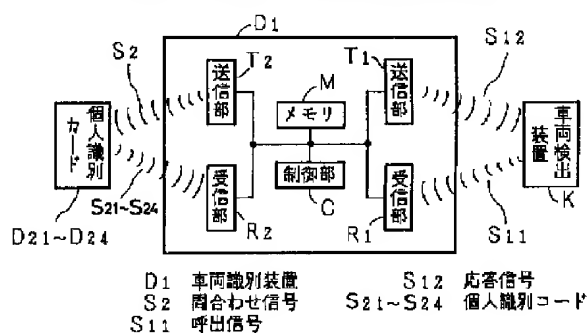 D1
S2
T2
M
T1
S12
個人識別カード
送信部
メモリ
送信部
車両検出装置
受信部
制御部
受信部
K
D21~D24
S21~S24
R2
C
R1
S11
D1 車両識別装置
S2 問合わせ信号
S11 呼出信号
S12 応答信号
S21~S24 個人識別コード